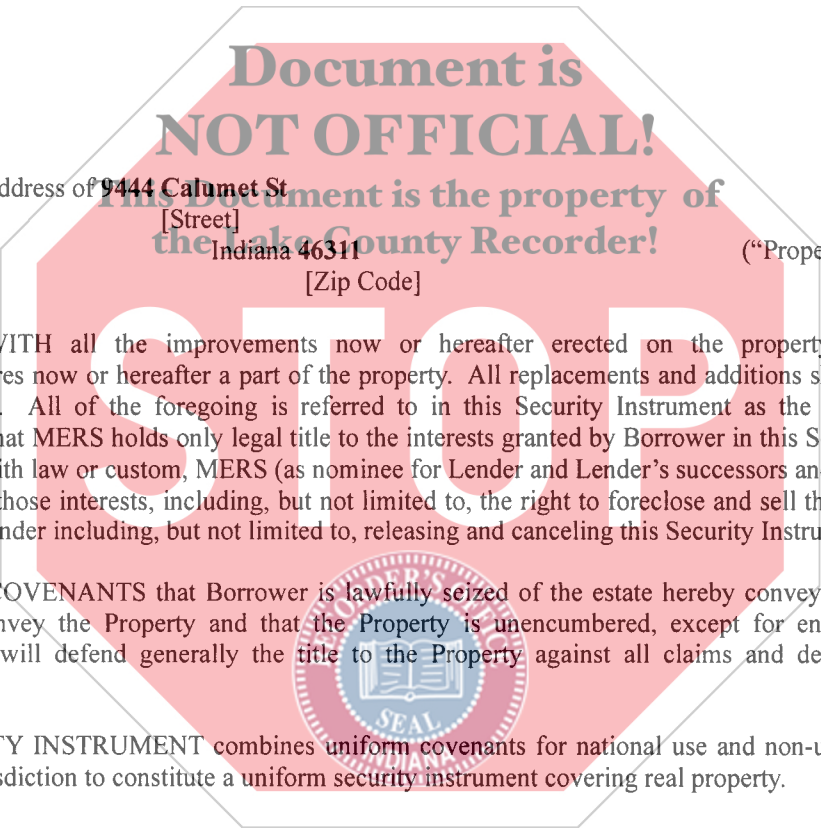 Document is
NOT OFFICIAL!
ddress of 9444 Calumet St
This Document is the property of
[Street]
the Lake County Recorder!
Indiana 46311 ("Prope
[Zip Code]
STOP
VITH all the improvements now or hereafter erected on the property
res now or hereafter a part of the property. All replacements and additions s
. All of the foregoing is referred to in this Security Instrument as the
hat MERS holds only legal title to the interests granted by Borrower in this S
ith law or custom, MERS (as nominee for Lender and Lender's successors an
those interests, including, but not limited to, the right to foreclose and sell th
nder including, but not limited to, releasing and canceling this Security Instru
COVENANTS that Borrower is lawfully seized of the estate hereby convey
nvey the Property and that the Property is unencumbered, except for en
will defend generally the title to the Property against all claims and de
RECORDER'S OFFICE
SEAL
INDIANA
TY INSTRUMENT combines uniform covenants for national use and non-u
sdiction to constitute a uniform security instrument covering real property.